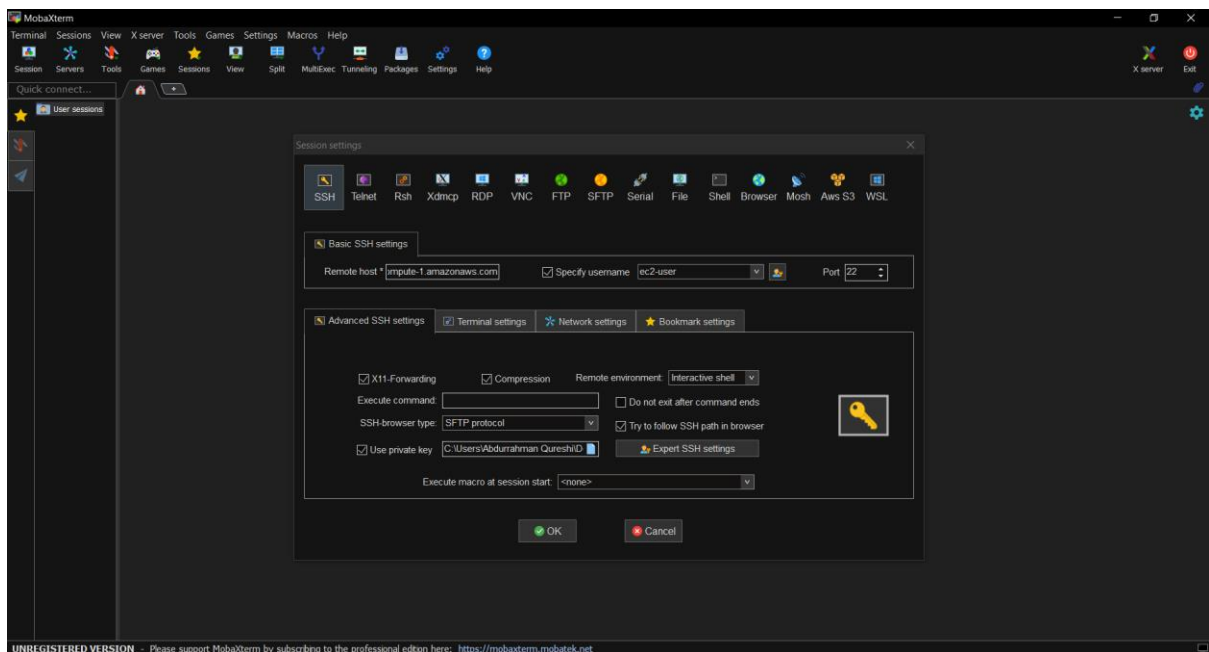 MobaXterm
Terminal Sessions View X server Tools Games Settings Macros Help
Session Servers Tools Games Sessions View Split MultiExec Tunneling Packages Settings Help X server Exit
Quick connect...
User sessions
Session settings
SSH Telnet Rsh Xdmcp RDP VNC FTP SFTP Serial File Shell Browser Mosh Aws S3 WSL
Basic SSH settings
Remote host * ompute-1.amazonaws.com Specify username ec2-user Port 22
Advanced SSH settings Terminal settings Network settings Bookmark settings
X11-Forwarding Compression Remote environment: Interactive shell
Execute command: Do not exit after command ends
SSH-browser type: SFTP protocol Try to follow SSH path in browser
Use private key C:\Users\Abdurrahman Qureshi\D Expert SSH settings
Execute macro at session start: <none>
OK Cancel
UNREGISTERED VERSION - Please support MobaXterm by subscribing to the professional edition here: https://mobaxterm.mobatek.net